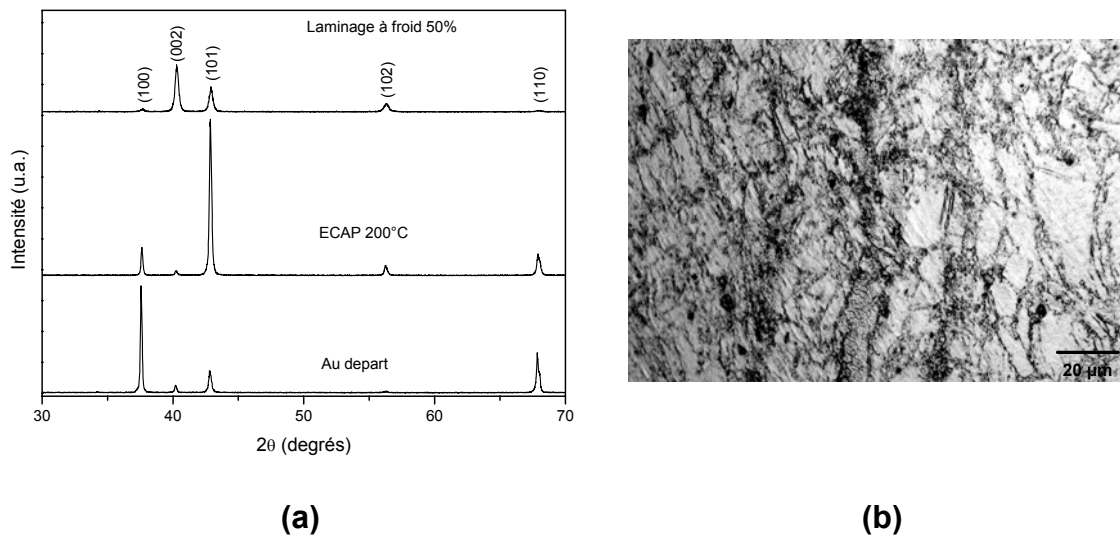 Laminage à froid 50%
(100)
(002)
(101)
(102)
(110)
ECAP 200°C
Au depart
Intensité (u.a.)
30
40
50
60
70
2θ (degrés)
(a)
20 µm
(b)